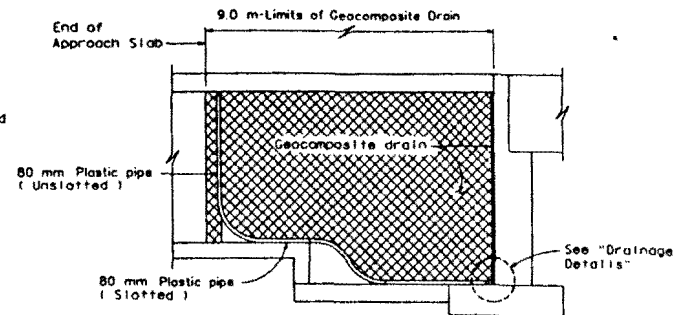 9.0 m-Limits of Geocomposite Drain
End of
Approach Slab
d
Geocomposite drain
80 mm Plastic pipe
( Unslotted )
See "Drainage
Details"
80 mm Plastic pipe
( Slotted )